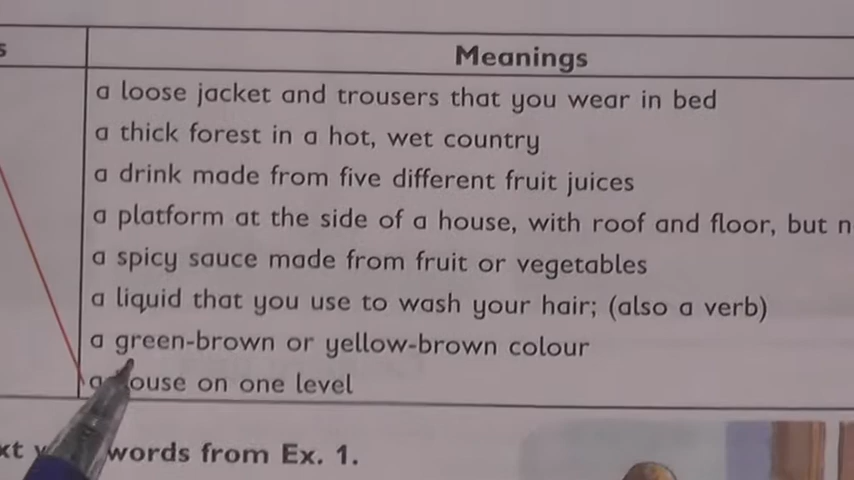 s
Meanings
a loose jacket and trousers that you wear in bed
a thick forest in a hot, wet country
a drink made from five different fruit juices
a platform at the side of a house, with roof and floor, but n
a spicy sauce made from fruit or vegetables
a liquid that you use to wash your hair; (also a verb)
a green-brown or yellow-brown colour
a ouse on one level
xt words from Ex. 1.